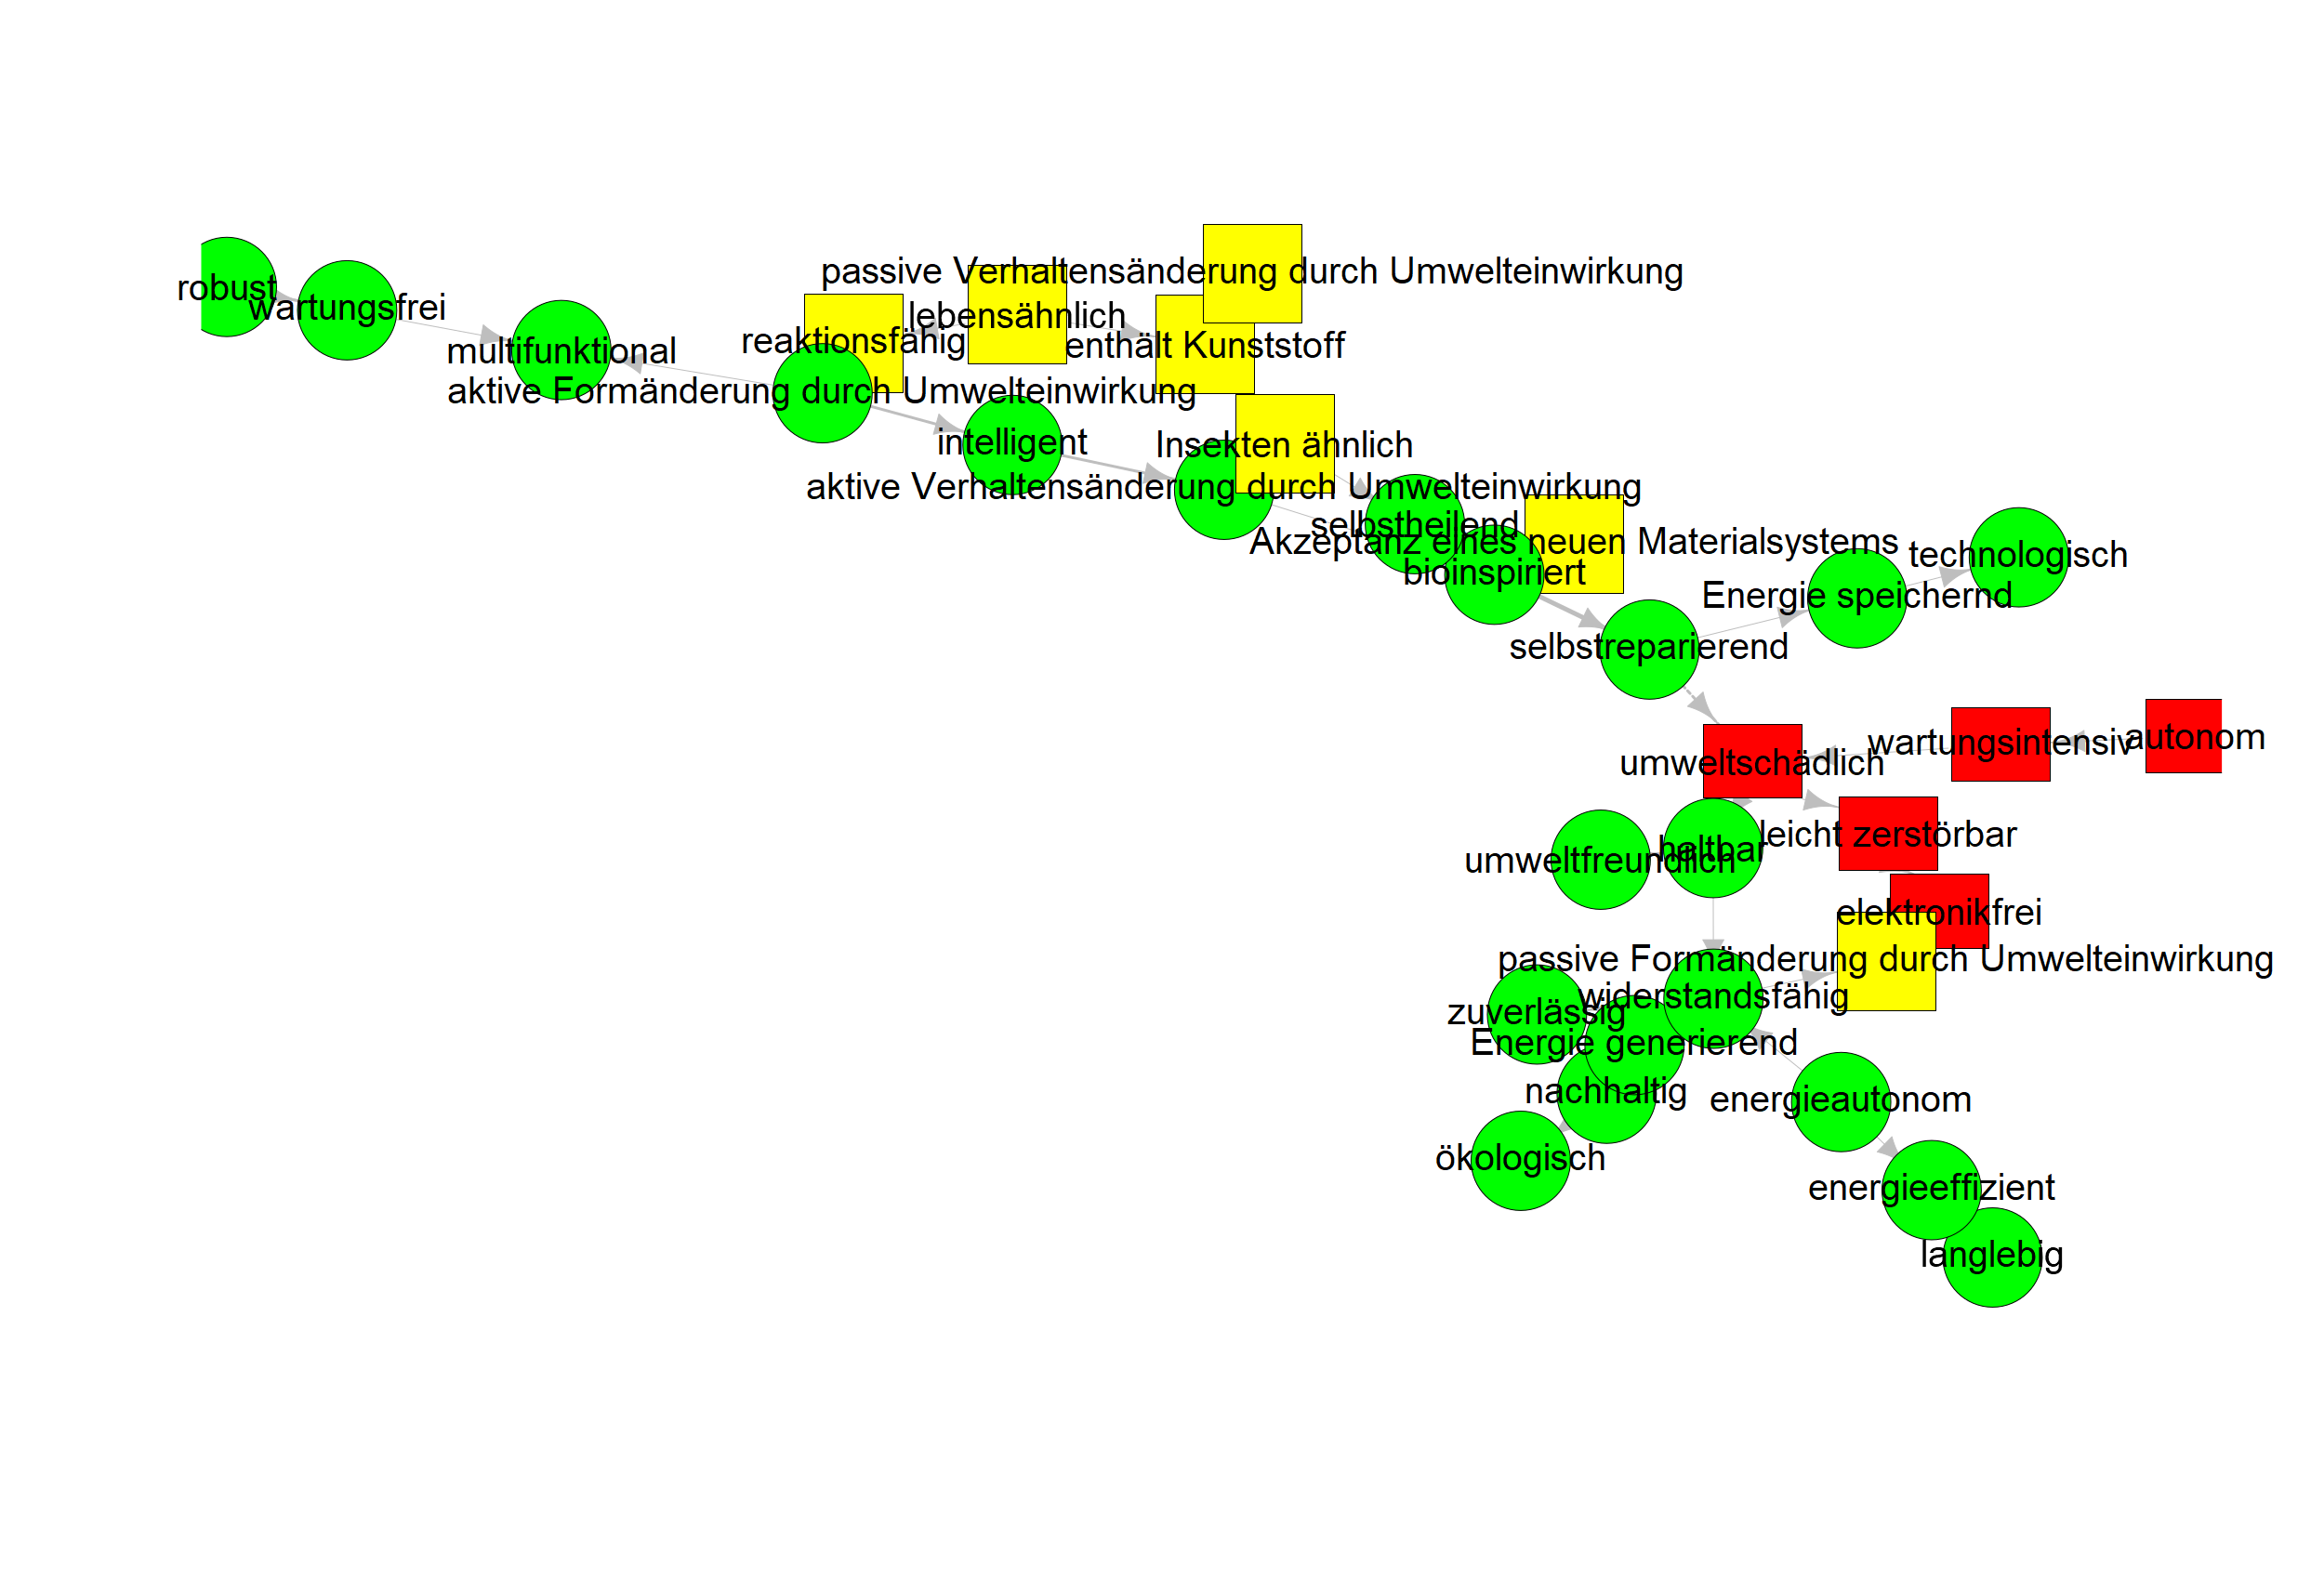 passive Verhaltensänderung durch Umwelteinwirkung
robust
wartungsfrei
lebensähnlich
reaktionsfähig
enthält Kunststoff
multifunktional
aktive Formänderung durch Umwelteinwirkung
intelligent
Insekten ähnlich
aktive Verhaltensänderung durch Umwelteinwirkung
selbstheilend
Akzeptanz eines neuen Materialsystems
technologisch
bioinspiriert
Energie speichernd
selbstreparierend
autonom
wartungsintensiv
umweltschädlich
leicht zerstörbar
haltbar
umweltfreundlich
elektronikfrei
passive Formänderung durch Umwelteinwirkung
widerstandsfähig
zuverlässig
Energie generierend
nachhaltig
energieautonom
ökologisch
energieeffizient
langlebig